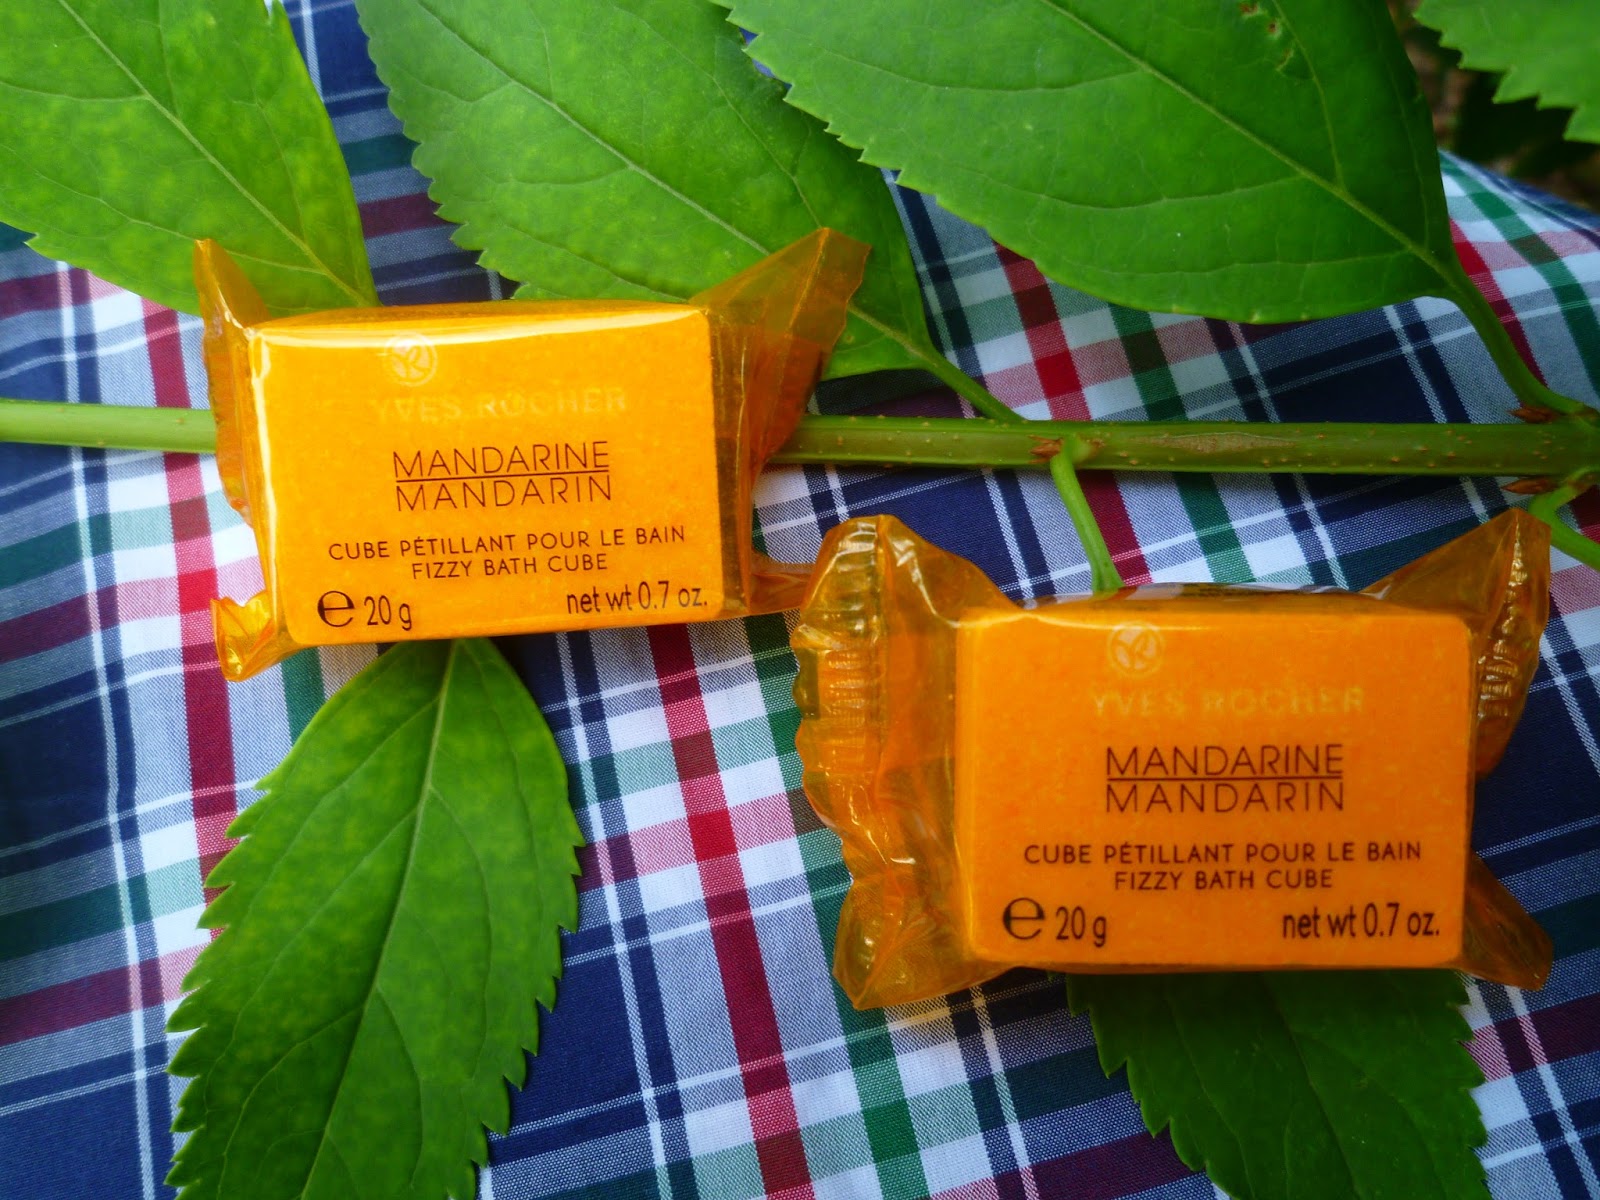 YVES ROCHER
MANDARINE
MANDARIN
CUBE PÉTILLANT POUR LE BAIN
FIZZY BATH CUBE
e 20 g net wt 0.7 oz.
YVES ROCHER
MANDARINE
MANDARIN
CUBE PÉTILLANT POUR LE BAIN
FIZZY BATH CUBE
e 20 g net wt 0.7 oz.